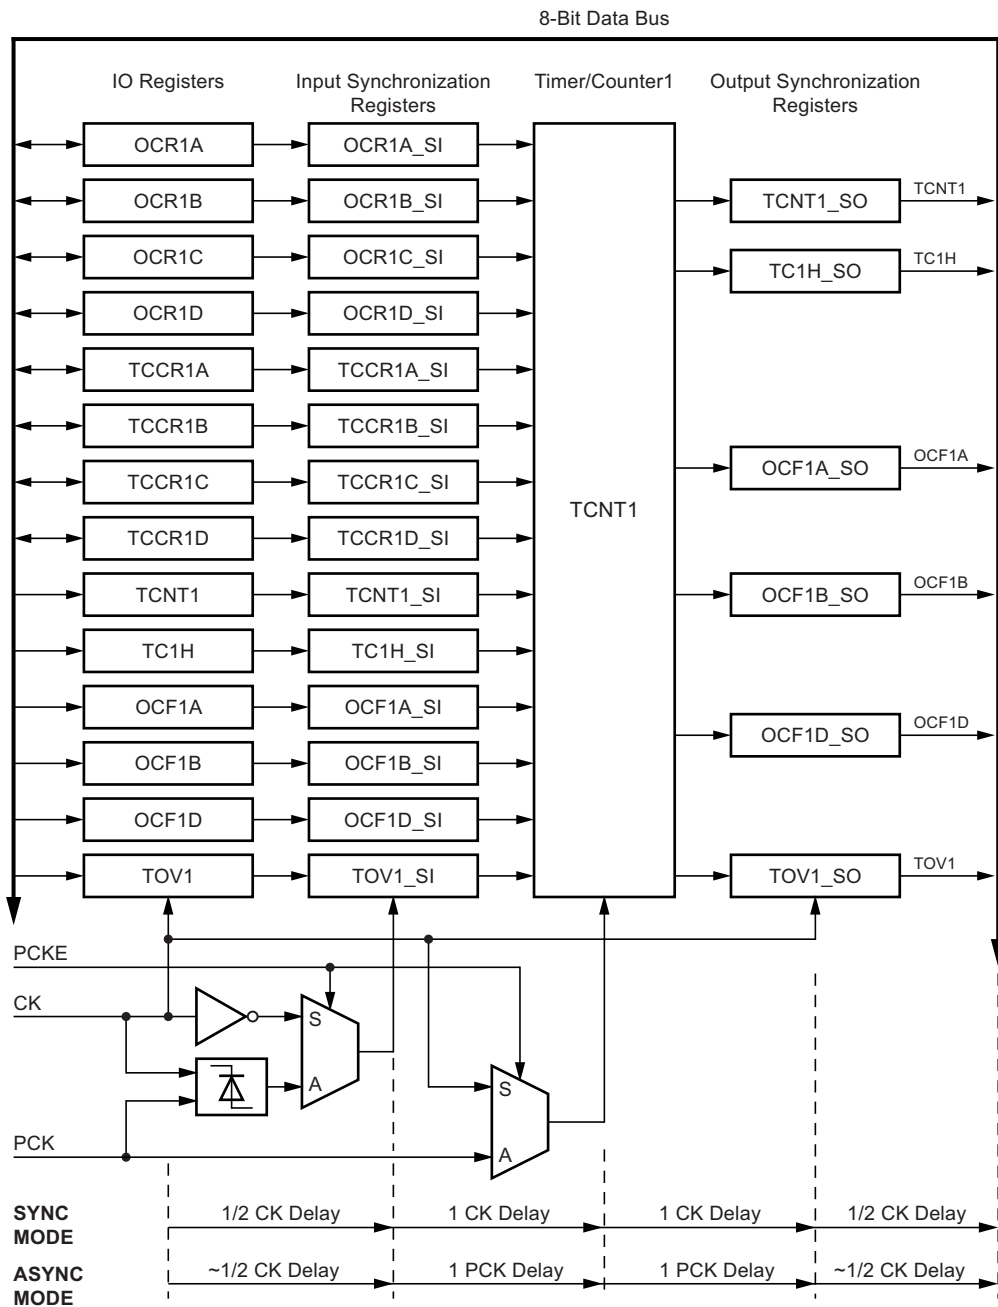 8-Bit Data Bus
IO Registers
Input Synchronization
Registers
Timer/Counter1
Output Synchronization
Registers
OCR1A
OCR1A_SI
OCR1B
OCR1B_SI
TCNT1_SO
TCNT1
OCR1C
OCR1C_SI
TC1H_SO
TC1H
OCR1D
OCR1D_SI
TCCR1A
TCCR1A_SI
TCCR1B
TCCR1B_SI
TCCR1C
TCCR1C_SI
OCF1A_SO
OCF1A
TCNT1
TCCR1D
TCCR1D_SI
TCNT1
TCNT1_SI
OCF1B_SO
OCF1B
TC1H
TC1H_SI
OCF1A
OCF1A_SI
OCF1D_SO
OCF1D
OCF1B
OCF1B_SI
OCF1D
OCF1D_SI
TOV1
TOV1_SI
TOV1_SO
TOV1
PCKE
CK
S
A
S
A
PCK
SYNC
MODE
1/2 CK Delay
1 CK Delay
1 CK Delay
1/2 CK Delay
ASYNC
MODE
~1/2 CK Delay
1 PCK Delay
1 PCK Delay
~1/2 CK Delay